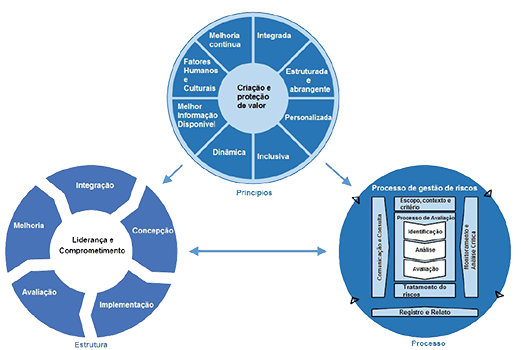 Melhoria
contínua
Integrada
Fatores
Humanos
e
Culturais
Estruturada
e
abrangente
Criação e
proteção
de valor
Melhor
Informação
Disponível
Personalizada
Dinâmica
Inclusiva
Princípios
Integração
Melhoria
Concepção
Liderança e
Comprometimento
Avaliação
Implementação
Estrutura
Processo de gestão de riscos
Escopo, contexto e
critério
Processo de Avaliação
Identificação
Análise
Avaliação
Tratamento do
riscos
Comunicação e Consulta
Monitoramento e
Análise Crítica
Registro e Relato
Processo